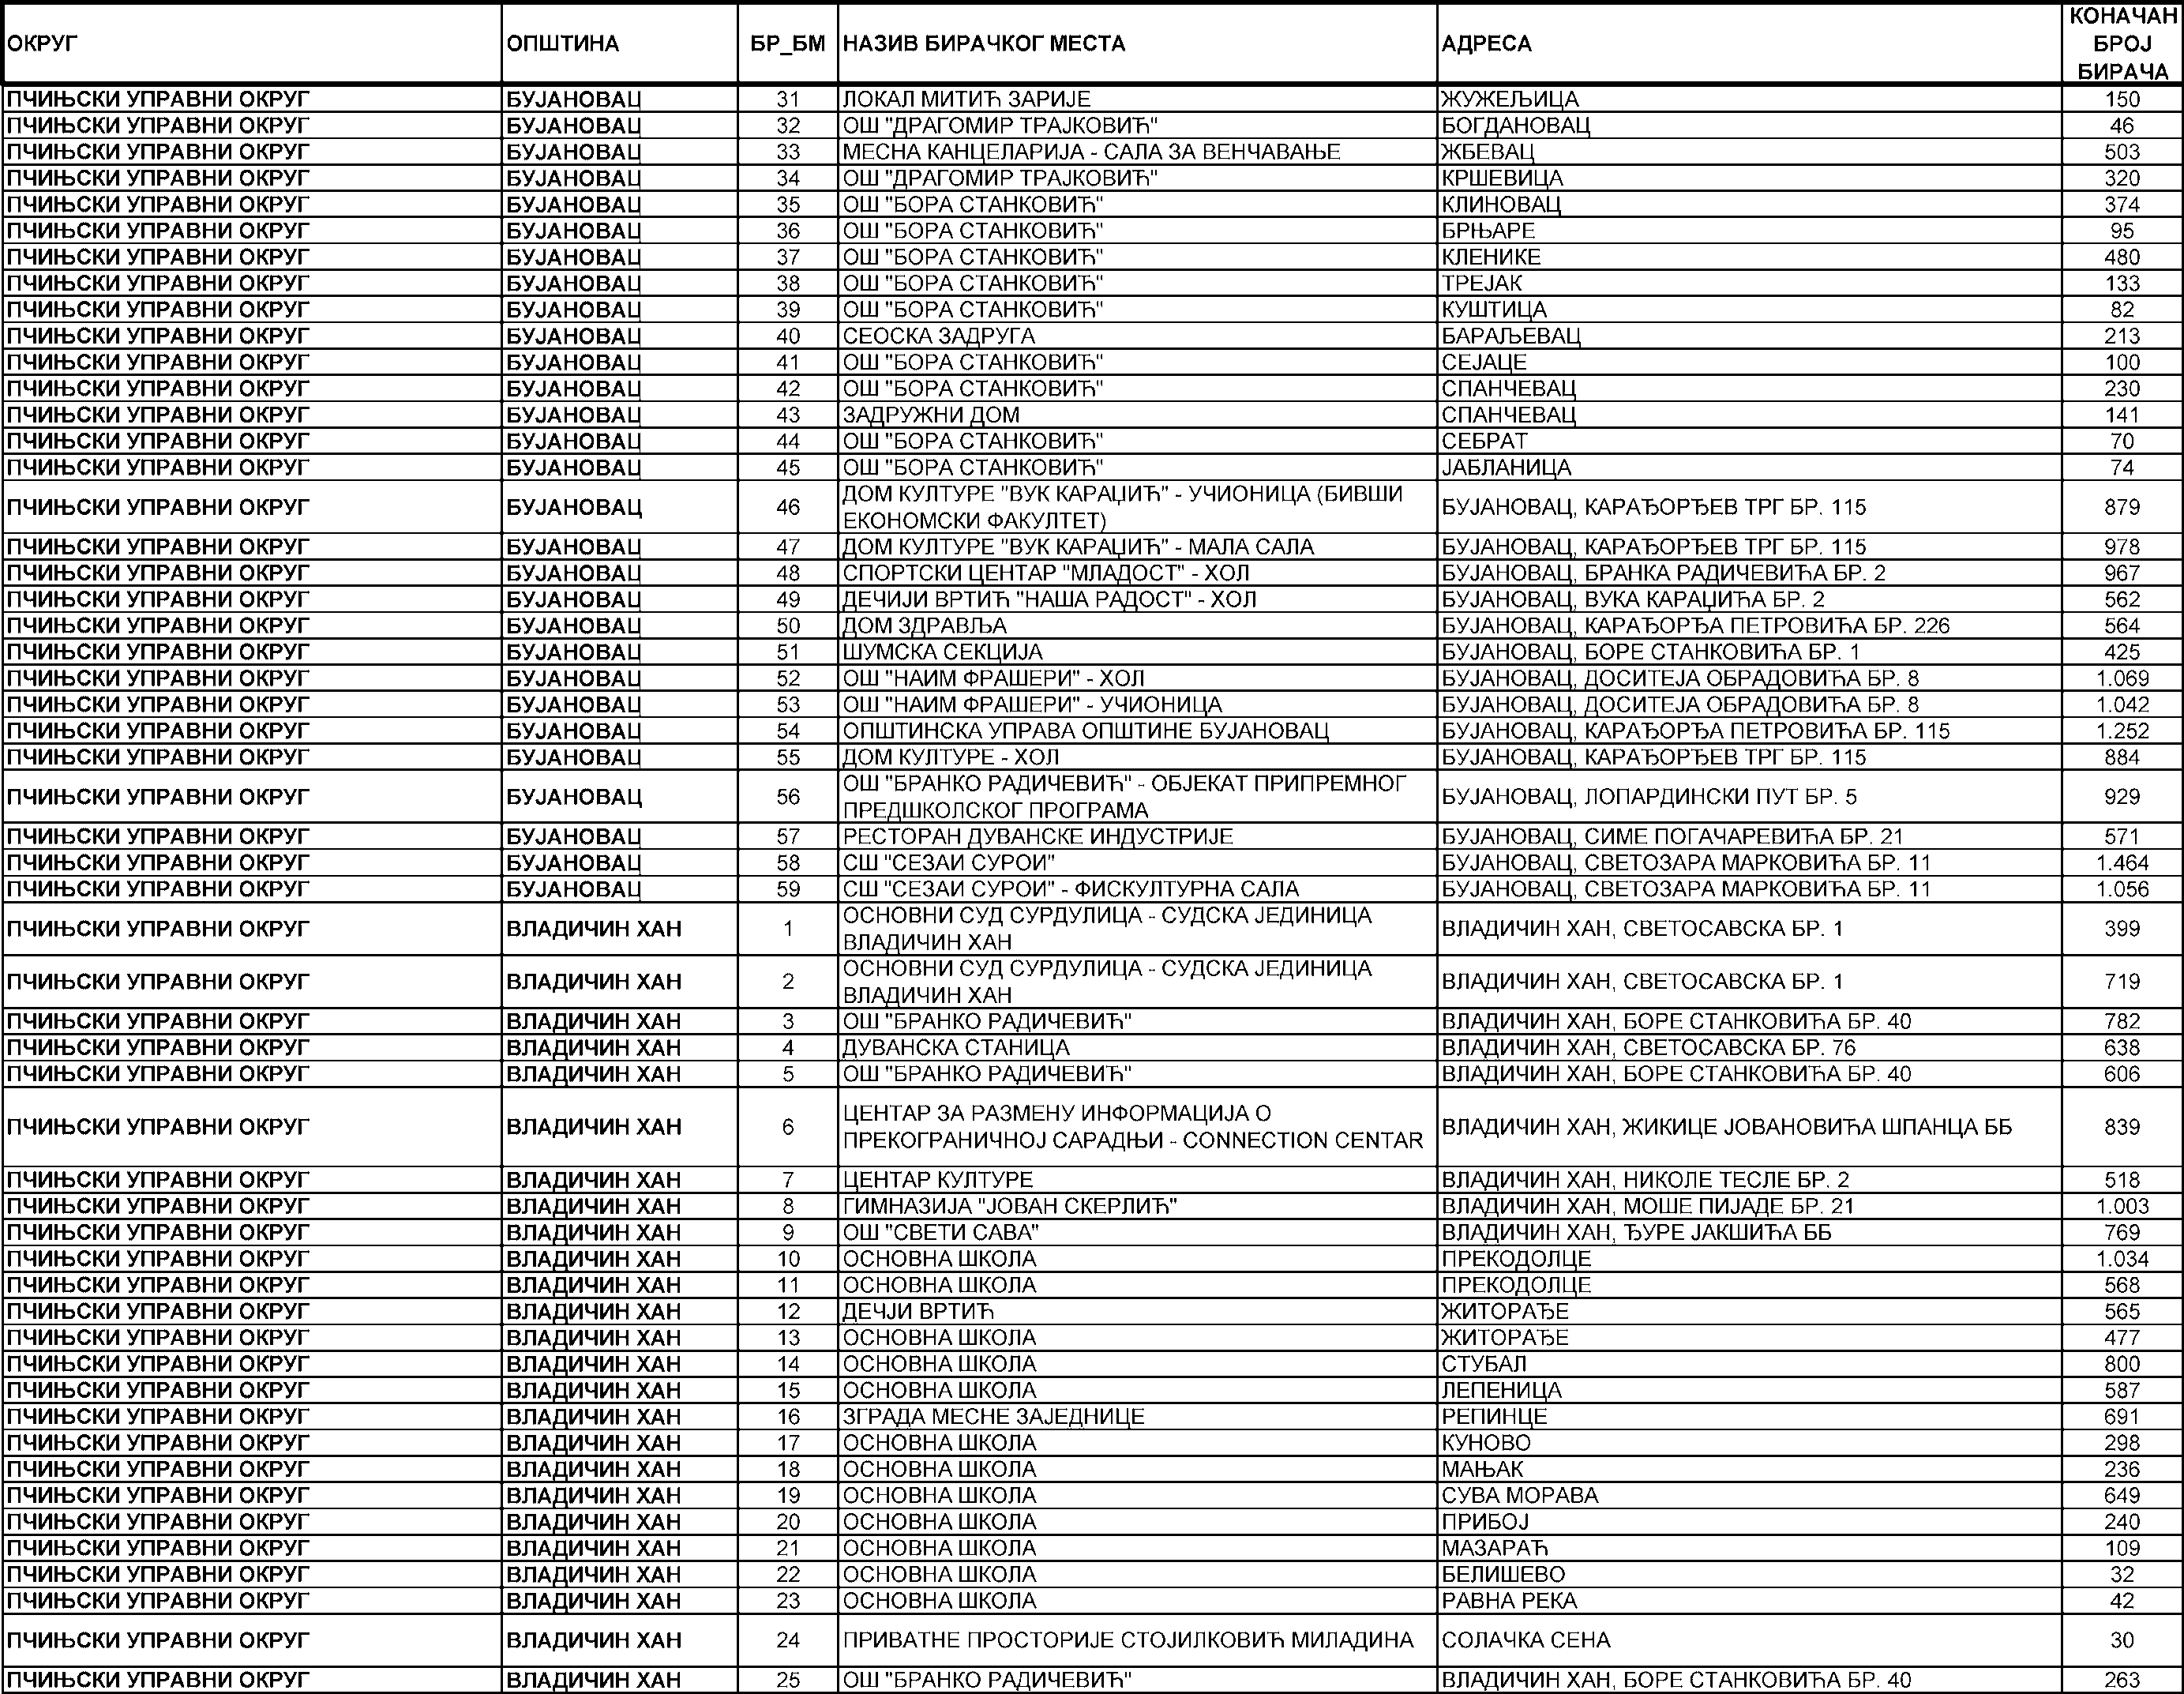 ОКРУГ ОПШТИНА БР_БМ НАЗИВ БИРАЧКОГ МЕСТА АДРЕСА КОНАЧАН БРОЈ БИРАЧА
ПЧИЊСКИ УПРАВНИ ОКРУГ БУЈАНОВАЦ 31 ЛОКАЛ МИТИЋ ЗАРИЈЕ ЖУЖЕЉИЦА 150
ПЧИЊСКИ УПРАВНИ ОКРУГ БУЈАНОВАЦ 32 ОШ "ДРАГОМИР ТРАЈКОВИЋ" БОГДАНОВАЦ 46
ПЧИЊСКИ УПРАВНИ ОКРУГ БУЈАНОВАЦ 33 МЕСНА КАНЦЕЛАРИЈА - САЛА ЗА ВЕНЧАВАЊЕ ЖБЕВАЦ 503
ПЧИЊСКИ УПРАВНИ ОКРУГ БУЈАНОВАЦ 34 ОШ "ДРАГОМИР ТРАЈКОВИЋ" КРШЕВИЦА 320
ПЧИЊСКИ УПРАВНИ ОКРУГ БУЈАНОВАЦ 35 ОШ "БОРА СТАНКОВИЋ" КЛИНОВАЦ 374
ПЧИЊСКИ УПРАВНИ ОКРУГ БУЈАНОВАЦ 36 ОШ "БОРА СТАНКОВИЋ" БРЊАРЕ 95
ПЧИЊСКИ УПРАВНИ ОКРУГ БУЈАНОВАЦ 37 ОШ "БОРА СТАНКОВИЋ" КЛЕНИКЕ 480
ПЧИЊСКИ УПРАВНИ ОКРУГ БУЈАНОВАЦ 38 ОШ "БОРА СТАНКОВИЋ" ТРЕЈАК 133
ПЧИЊСКИ УПРАВНИ ОКРУГ БУЈАНОВАЦ 39 ОШ "БОРА СТАНКОВИЋ" КУШТИЦА 82
ПЧИЊСКИ УПРАВНИ ОКРУГ БУЈАНОВАЦ 40 СЕОСКА ЗАДРУГА БАРАЉЕВАЦ 213
ПЧИЊСКИ УПРАВНИ ОКРУГ БУЈАНОВАЦ 41 ОШ "БОРА СТАНКОВИЋ" СЕЈАЦЕ 100
ПЧИЊСКИ УПРАВНИ ОКРУГ БУЈАНОВАЦ 42 ОШ "БОРА СТАНКОВИЋ" СПАНЧЕВАЦ 230
ПЧИЊСКИ УПРАВНИ ОКРУГ БУЈАНОВАЦ 43 ЗАДРУЖНИ ДОМ СПАНЧЕВАЦ 141
ПЧИЊСКИ УПРАВНИ ОКРУГ БУЈАНОВАЦ 44 ОШ "БОРА СТАНКОВИЋ" СЕБРАТ 70
ПЧИЊСКИ УПРАВНИ ОКРУГ БУЈАНОВАЦ 45 ОШ "БОРА СТАНКОВИЋ" ЈАБЛАНИЦА 74
ПЧИЊСКИ УПРАВНИ ОКРУГ БУЈАНОВАЦ 46 ДОМ КУЛТУРЕ "ВУК КАРАЏИЋ" - УЧИОНИЦА (БИВШИ ЕКОНОМСКИ ФАКУЛТЕТ) БУЈАНОВАЦ, КАРАЂОРЂЕВ ТРГ БР. 115 879
ПЧИЊСКИ УПРАВНИ ОКРУГ БУЈАНОВАЦ 47 ДОМ КУЛТУРЕ "ВУК КАРАЏИЋ" - МАЛА САЛА БУЈАНОВАЦ, КАРАЂОРЂЕВ ТРГ БР. 115 978
ПЧИЊСКИ УПРАВНИ ОКРУГ БУЈАНОВАЦ 48 СПОРТСКИ ЦЕНТАР "МЛАДОСТ" - ХОЛ БУЈАНОВАЦ, БРАНКА РАДИЧЕВИЋА БР. 2 967
ПЧИЊСКИ УПРАВНИ ОКРУГ БУЈАНОВАЦ 49 ДЕЧИЈИ ВРТИЋ "НАША РАДОСТ" - ХОЛ БУЈАНОВАЦ, ВУКА КАРАЏИЋА БР. 2 562
ПЧИЊСКИ УПРАВНИ ОКРУГ БУЈАНОВАЦ 50 ДОМ ЗДРАВЉА БУЈАНОВАЦ, КАРАЂОРЂА ПЕТРОВИЋА БР. 226 564
ПЧИЊСКИ УПРАВНИ ОКРУГ БУЈАНОВАЦ 51 ШУМСКА СЕКЦИЈА БУЈАНОВАЦ, БОРЕ СТАНКОВИЋА БР. 1 425
ПЧИЊСКИ УПРАВНИ ОКРУГ БУЈАНОВАЦ 52 ОШ "НАИМ ФРАШЕРИ" - ХОЛ БУЈАНОВАЦ, ДОСИТЕЈА ОБРАДОВИЋА БР. 8 1.069
ПЧИЊСКИ УПРАВНИ ОКРУГ БУЈАНОВАЦ 53 ОШ "НАИМ ФРАШЕРИ" - УЧИОНИЦА БУЈАНОВАЦ, ДОСИТЕЈА ОБРАДОВИЋА БР. 8 1.042
ПЧИЊСКИ УПРАВНИ ОКРУГ БУЈАНОВАЦ 54 ОПШТИНСКА УПРАВА ОПШТИНЕ БУЈАНОВАЦ БУЈАНОВАЦ, КАРАЂОРЂА ПЕТРОВИЋА БР. 115 1.252
ПЧИЊСКИ УПРАВНИ ОКРУГ БУЈАНОВАЦ 55 ДОМ КУЛТУРЕ - ХОЛ БУЈАНОВАЦ, КАРАЂОРЂЕВ ТРГ БР. 115 884
ПЧИЊСКИ УПРАВНИ ОКРУГ БУЈАНОВАЦ 56 ОШ "БРАНКО РАДИЧЕВИЋ" - ОБЈЕКАТ ПРИПРЕМНОГ ПРЕДШКОЛСКОГ ПРОГРАМА БУЈАНОВАЦ, ЛОПАРДИНСКИ ПУТ БР. 5 929
ПЧИЊСКИ УПРАВНИ ОКРУГ БУЈАНОВАЦ 57 РЕСТОРАН ДУВАНСКЕ ИНДУСТРИЈЕ БУЈАНОВАЦ, СИМЕ ПОГАЧАРЕВИЋА БР. 21 571
ПЧИЊСКИ УПРАВНИ ОКРУГ БУЈАНОВАЦ 58 СШ "СЕЗАИ СУРОИ" БУЈАНОВАЦ, СВЕТОЗАРА МАРКОВИЋА БР. 11 1.464
ПЧИЊСКИ УПРАВНИ ОКРУГ БУЈАНОВАЦ 59 СШ "СЕЗАИ СУРОИ" - ФИСКУЛТУРНА САЛА БУЈАНОВАЦ, СВЕТОЗАРА МАРКОВИЋА БР. 11 1.056
ПЧИЊСКИ УПРАВНИ ОКРУГ ВЛАДИЧИН ХАН 1 ОСНОВНИ СУД СУРДУЛИЦА - СУДСКА ЈЕДИНИЦА ВЛАДИЧИН ХАН ВЛАДИЧИН ХАН, СВЕТОСАВСКА БР. 1 399
ПЧИЊСКИ УПРАВНИ ОКРУГ ВЛАДИЧИН ХАН 2 ОСНОВНИ СУД СУРДУЛИЦА - СУДСКА ЈЕДИНИЦА ВЛАДИЧИН ХАН ВЛАДИЧИН ХАН, СВЕТОСАВСКА БР. 1 719
ПЧИЊСКИ УПРАВНИ ОКРУГ ВЛАДИЧИН ХАН 3 ОШ "БРАНКО РАДИЧЕВИЋ" ВЛАДИЧИН ХАН, БОРЕ СТАНКОВИЋА БР. 40 782
ПЧИЊСКИ УПРАВНИ ОКРУГ ВЛАДИЧИН ХАН 4 ДУВАНСКА СТАНИЦА ВЛАДИЧИН ХАН, СВЕТОСАВСКА БР. 76 638
ПЧИЊСКИ УПРАВНИ ОКРУГ ВЛАДИЧИН ХАН 5 ОШ "БРАНКО РАДИЧЕВИЋ" ВЛАДИЧИН ХАН, БОРЕ СТАНКОВИЋА БР. 40 606
ПЧИЊСКИ УПРАВНИ ОКРУГ ВЛАДИЧИН ХАН 6 ЦЕНТАР ЗА РАЗМЕНУ ИНФОРМАЦИЈА О ПРЕКОГРАНИЧНОЈ САРАДЊИ - CONNECTION CENTAR ВЛАДИЧИН ХАН, ЖИКИЦЕ ЈОВАНОВИЋА ШПАНЦА ББ 839
ПЧИЊСКИ УПРАВНИ ОКРУГ ВЛАДИЧИН ХАН 7 ЦЕНТАР КУЛТУРЕ ВЛАДИЧИН ХАН, НИКОЛЕ ТЕСЛЕ БР. 2 518
ПЧИЊСКИ УПРАВНИ ОКРУГ ВЛАДИЧИН ХАН 8 ГИМНАЗИЈА "ЈОВАН СКЕРЛИЋ" ВЛАДИЧИН ХАН, МОШЕ ПИЈАДЕ БР. 21 1.003
ПЧИЊСКИ УПРАВНИ ОКРУГ ВЛАДИЧИН ХАН 9 ОШ "СВЕТИ САВА" ВЛАДИЧИН ХАН, ЂУРЕ ЈАКШИЋА ББ 769
ПЧИЊСКИ УПРАВНИ ОКРУГ ВЛАДИЧИН ХАН 10 ОСНОВНА ШКОЛА ПРЕКОДОЛЦЕ 1.034
ПЧИЊСКИ УПРАВНИ ОКРУГ ВЛАДИЧИН ХАН 11 ОСНОВНА ШКОЛА ПРЕКОДОЛЦЕ 568
ПЧИЊСКИ УПРАВНИ ОКРУГ ВЛАДИЧИН ХАН 12 ДЕЧЈИ ВРТИЋ ЖИТОРАЂЕ 565
ПЧИЊСКИ УПРАВНИ ОКРУГ ВЛАДИЧИН ХАН 13 ОСНОВНА ШКОЛА ЖИТОРАЂЕ 477
ПЧИЊСКИ УПРАВНИ ОКРУГ ВЛАДИЧИН ХАН 14 ОСНОВНА ШКОЛА СТУБАЛ 800
ПЧИЊСКИ УПРАВНИ ОКРУГ ВЛАДИЧИН ХАН 15 ОСНОВНА ШКОЛА ЛЕПЕНИЦА 587
ПЧИЊСКИ УПРАВНИ ОКРУГ ВЛАДИЧИН ХАН 16 ЗГРАДА МЕСНЕ ЗАЈЕДНИЦЕ РЕПИНЦЕ 691
ПЧИЊСКИ УПРАВНИ ОКРУГ ВЛАДИЧИН ХАН 17 ОСНОВНА ШКОЛА КУНОВО 298
ПЧИЊСКИ УПРАВНИ ОКРУГ ВЛАДИЧИН ХАН 18 ОСНОВНА ШКОЛА МАЊАК 236
ПЧИЊСКИ УПРАВНИ ОКРУГ ВЛАДИЧИН ХАН 19 ОСНОВНА ШКОЛА СУВА МОРАВА 649
ПЧИЊСКИ УПРАВНИ ОКРУГ ВЛАДИЧИН ХАН 20 ОСНОВНА ШКОЛА ПРИБОЈ 240
ПЧИЊСКИ УПРАВНИ ОКРУГ ВЛАДИЧИН ХАН 21 ОСНОВНА ШКОЛА МАЗАРАЋ 109
ПЧИЊСКИ УПРАВНИ ОКРУГ ВЛАДИЧИН ХАН 22 ОСНОВНА ШКОЛА БЕЛИШЕВО 32
ПЧИЊСКИ УПРАВНИ ОКРУГ ВЛАДИЧИН ХАН 23 ОСНОВНА ШКОЛА РАВНА РЕКА 42
ПЧИЊСКИ УПРАВНИ ОКРУГ ВЛАДИЧИН ХАН 24 ПРИВАТНЕ ПРОСТОРИЈЕ СТОЈИЛКОВИЋ МИЛАДИНА СОЛАЧКА СЕНА 30
ПЧИЊСКИ УПРАВНИ ОКРУГ ВЛАДИЧИН ХАН 25 ОШ "БРАНКО РАДИЧЕВИЋ" ВЛАДИЧИН ХАН, БОРЕ СТАНКОВИЋА БР. 40 263